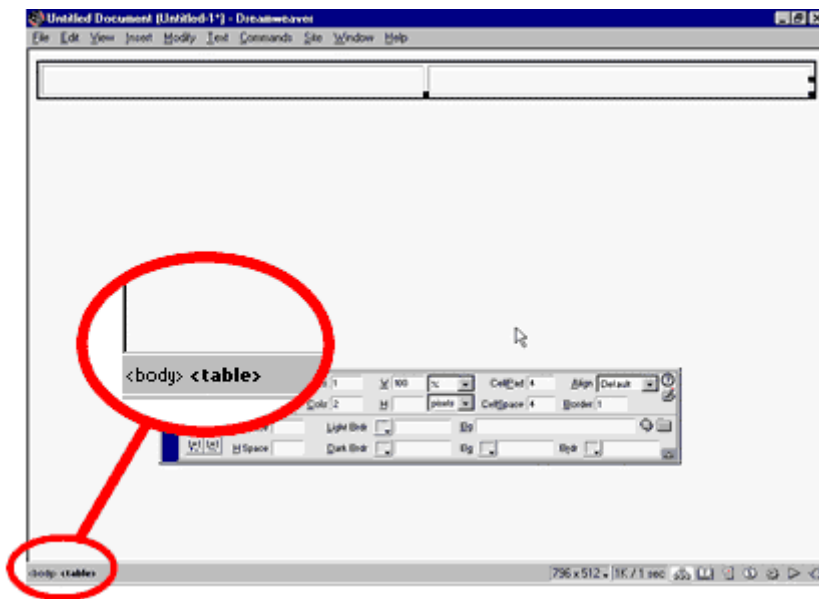 Untitled Document (Untitled-1*) - Dreamweaver
File Edit View Insert Modify Text Commands Site Window Help
<body> <table>
1 W 100 % CellPad 4 Align Default
Cols 2 H pixels CellSpace 4 Border 1
Light Brdr Bg
H Space Dark Brdr Bg Brdr
<body> <table> 796 x 512 1K / 1 sec